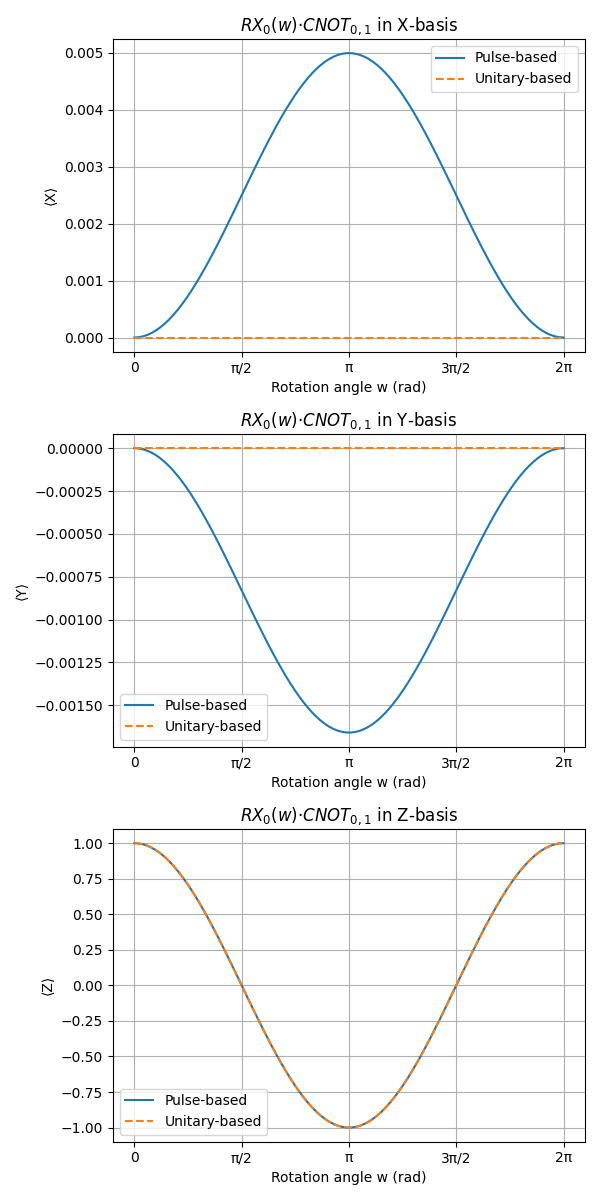 RX₀(w)·CNOT₀,₁ in X-basis
0.005
0.004
0.003
0.002
0.001
0.000
⟨X⟩
Pulse-based
Unitary-based
0 π/2 π 3π/2 2π
Rotation angle w (rad)
RX₀(w)·CNOT₀,₁ in Y-basis
0.00000
−0.00025
−0.00050
−0.00075
−0.00100
−0.00125
−0.00150
⟨Y⟩
Pulse-based
Unitary-based
0 π/2 π 3π/2 2π
Rotation angle w (rad)
RX₀(w)·CNOT₀,₁ in Z-basis
1.00
0.75
0.50
0.25
0.00
−0.25
−0.50
−0.75
−1.00
⟨Z⟩
Pulse-based
Unitary-based
0 π/2 π 3π/2 2π
Rotation angle w (rad)